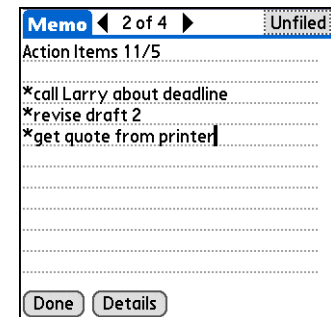 Memo 2 of 4 Unfiled
Action Items 11/5
*call Larry about deadline
*revise draft 2
*get quote from printer
Done Details